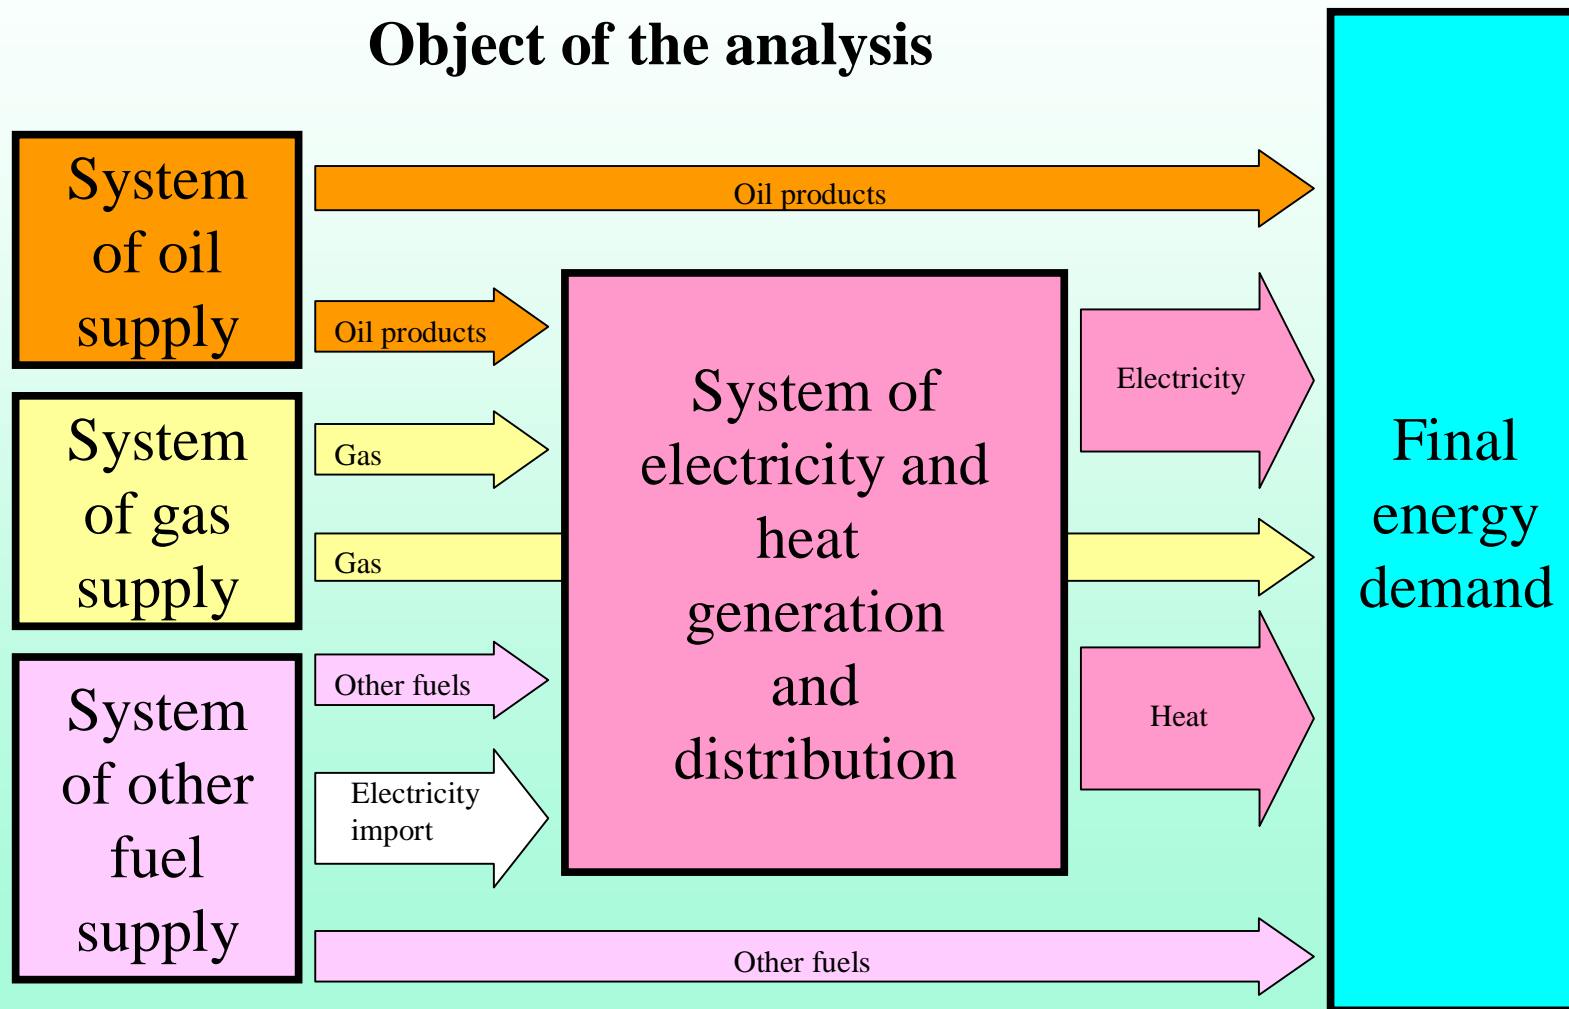 Object of the analysis
System
of oil
supply
Oil products
Oil products
System
of gas
supply
Gas
Gas
System
of other
fuel
supply
Other fuels
Electricity
import
Other fuels
System of
electricity and
heat
generation
and
distribution
Electricity
Heat
Final
energy
demand